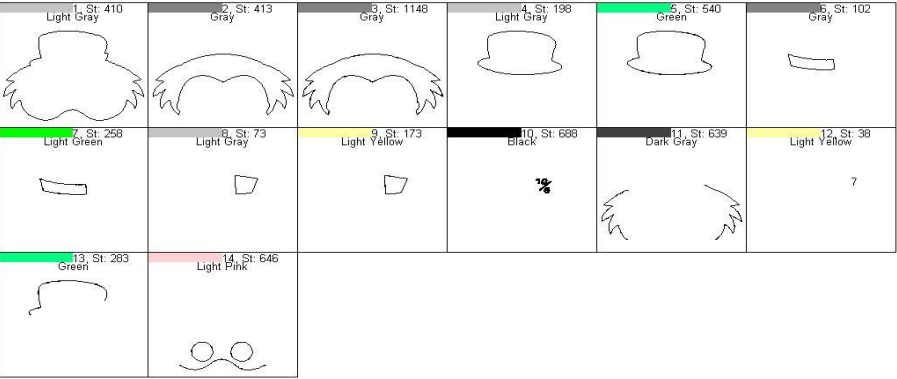 1, St: 410
Light Gray
2, St: 413
Gray
3, St: 1148
Gray
4, St: 198
Light Gray
5, St: 540
Green
6, St: 102
Gray
7, St: 258
Light Green
8, St: 73
Light Gray
9, St: 173
Light Yellow
10, St: 688
Black
10/6
11, St: 639
Dark Gray
12, St: 38
Light Yellow
7
13, St: 283
Green
14, St: 646
Light Pink